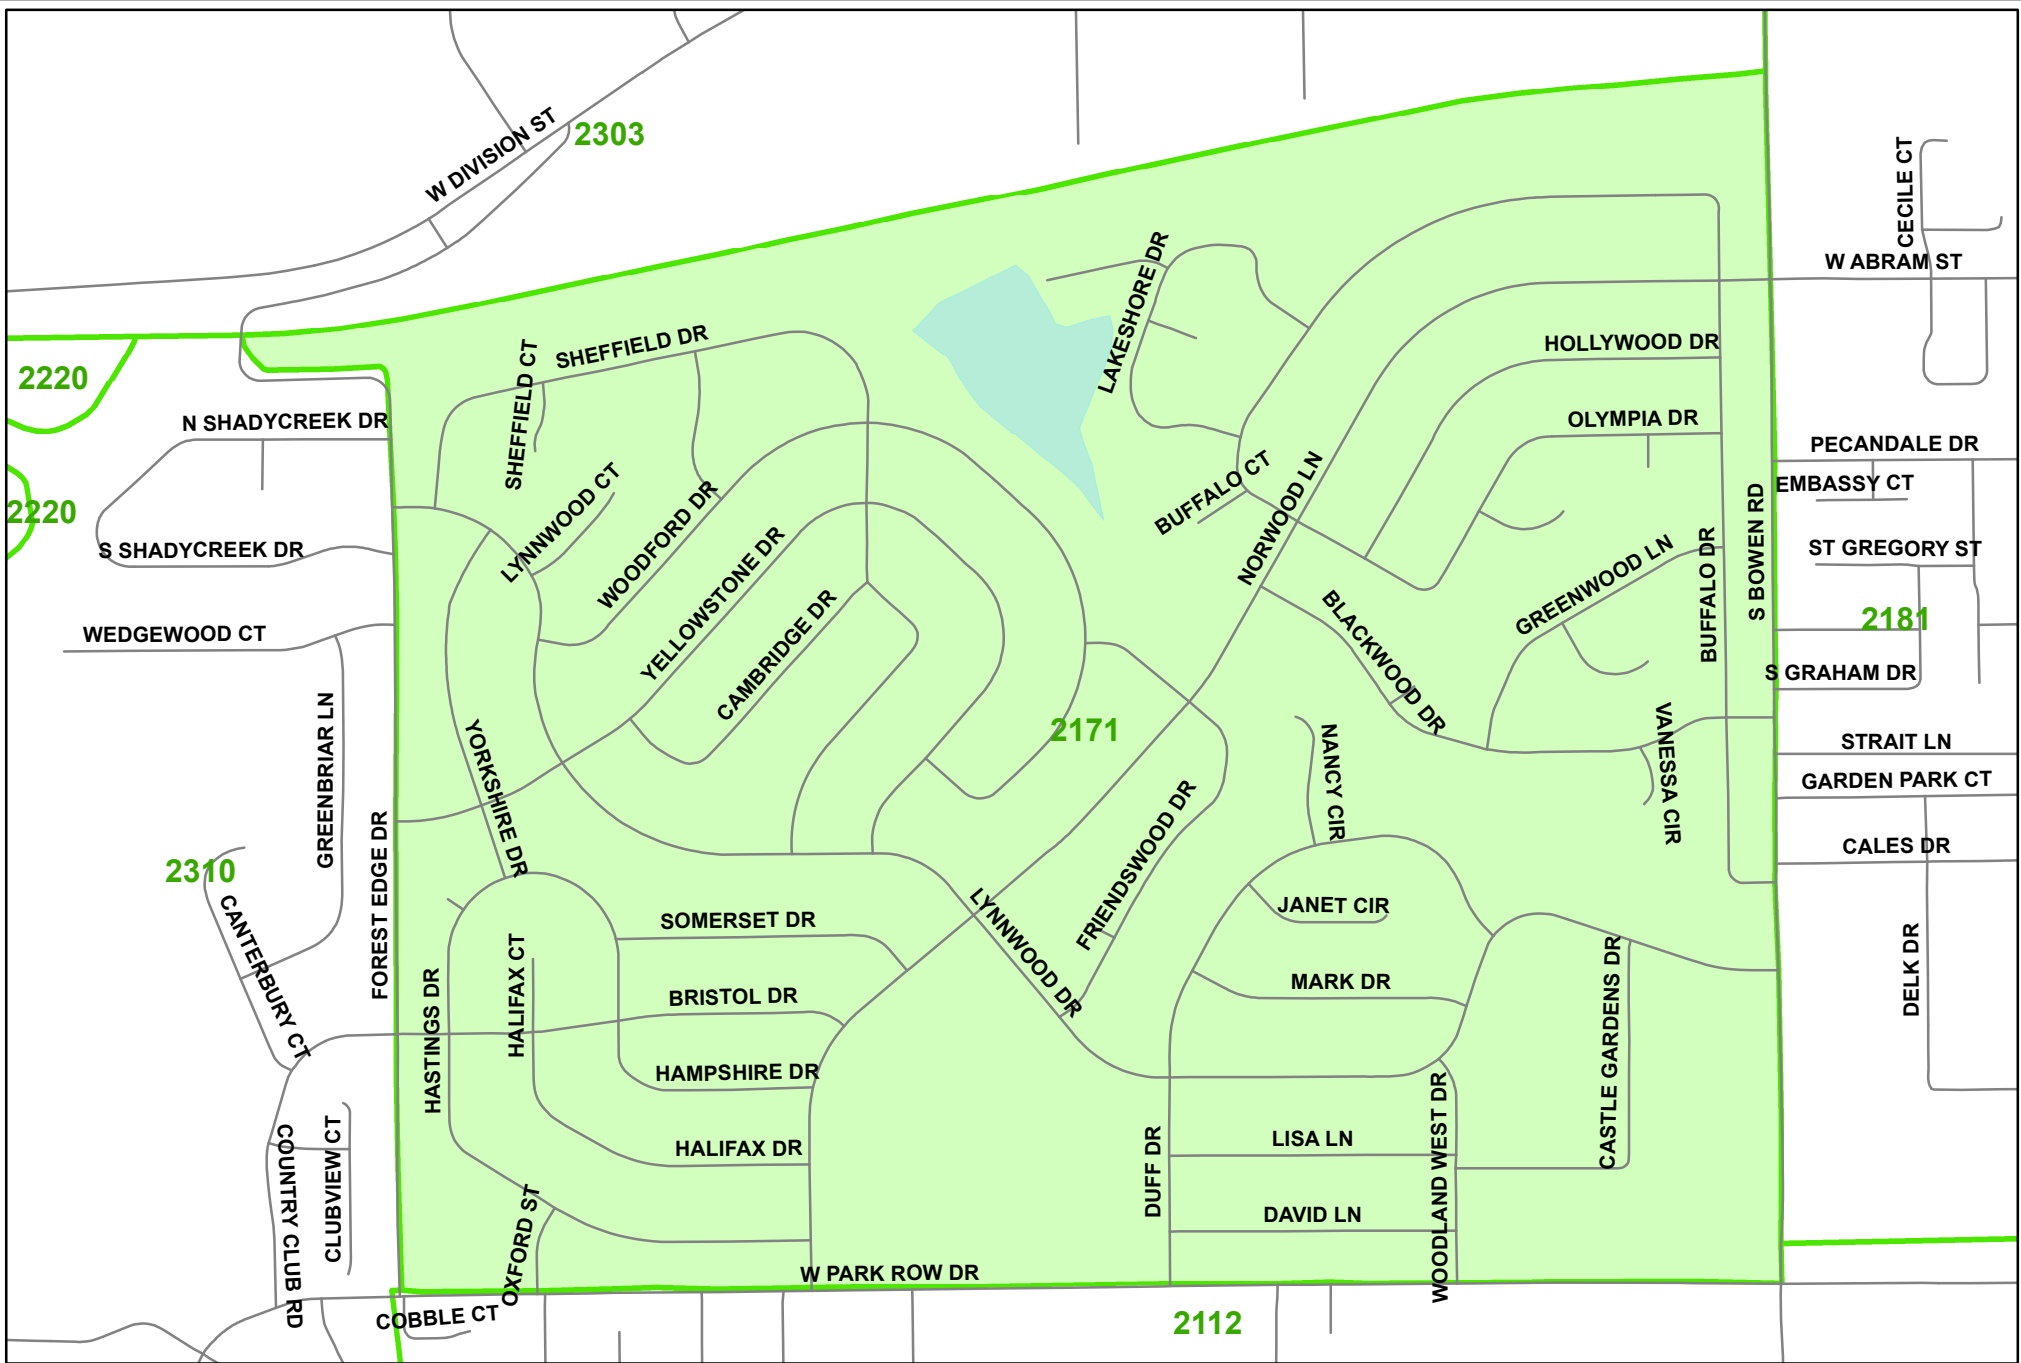 W DIVISION ST
2303
CECILE CT
W ABRAM ST
LAKESHORE DR
SHEFFIELD DR
SHEFFIELD CT
HOLLYWOOD DR
2220
N SHADYCREEK DR
OLYMPIA DR
PECANDALE DR
EMBASSY CT
BUFFALO CT
NORWOOD LN
LYNNWOOD CT
WOODFORD DR
2220
S SHADYCREEK DR
YELLOWSTONE DR
CAMBRIDGE DR
S BOWEN RD
BUFFALO DR
GREENWOOD LN
ST GREGORY ST
2181
BLACKWOOD DR
WEDGEWOOD CT
S GRAHAM DR
GREENBRIAR LN
YORKSHIRE DR
2171
NANCY CIR
VANESSA CIR
STRAIT LN
GARDEN PARK CT
CALES DR
FOREST EDGE DR
2310
CANTERBURY CT
FRIENDSWOOD DR
LYNNWOOD DR
JANET CIR
SOMERSET DR
HALIFAX CT
HASTINGS DR
BRISTOL DR
MARK DR
CASTLE GARDENS DR
DELK DR
HAMPSHIRE DR
HALIFAX DR
COUNTRY CLUB RD
CLUBVIEW CT
DUFF DR
LISA LN
WOODLAND WEST DR
DAVID LN
OXFORD ST
W PARK ROW DR
COBBLE CT
2112